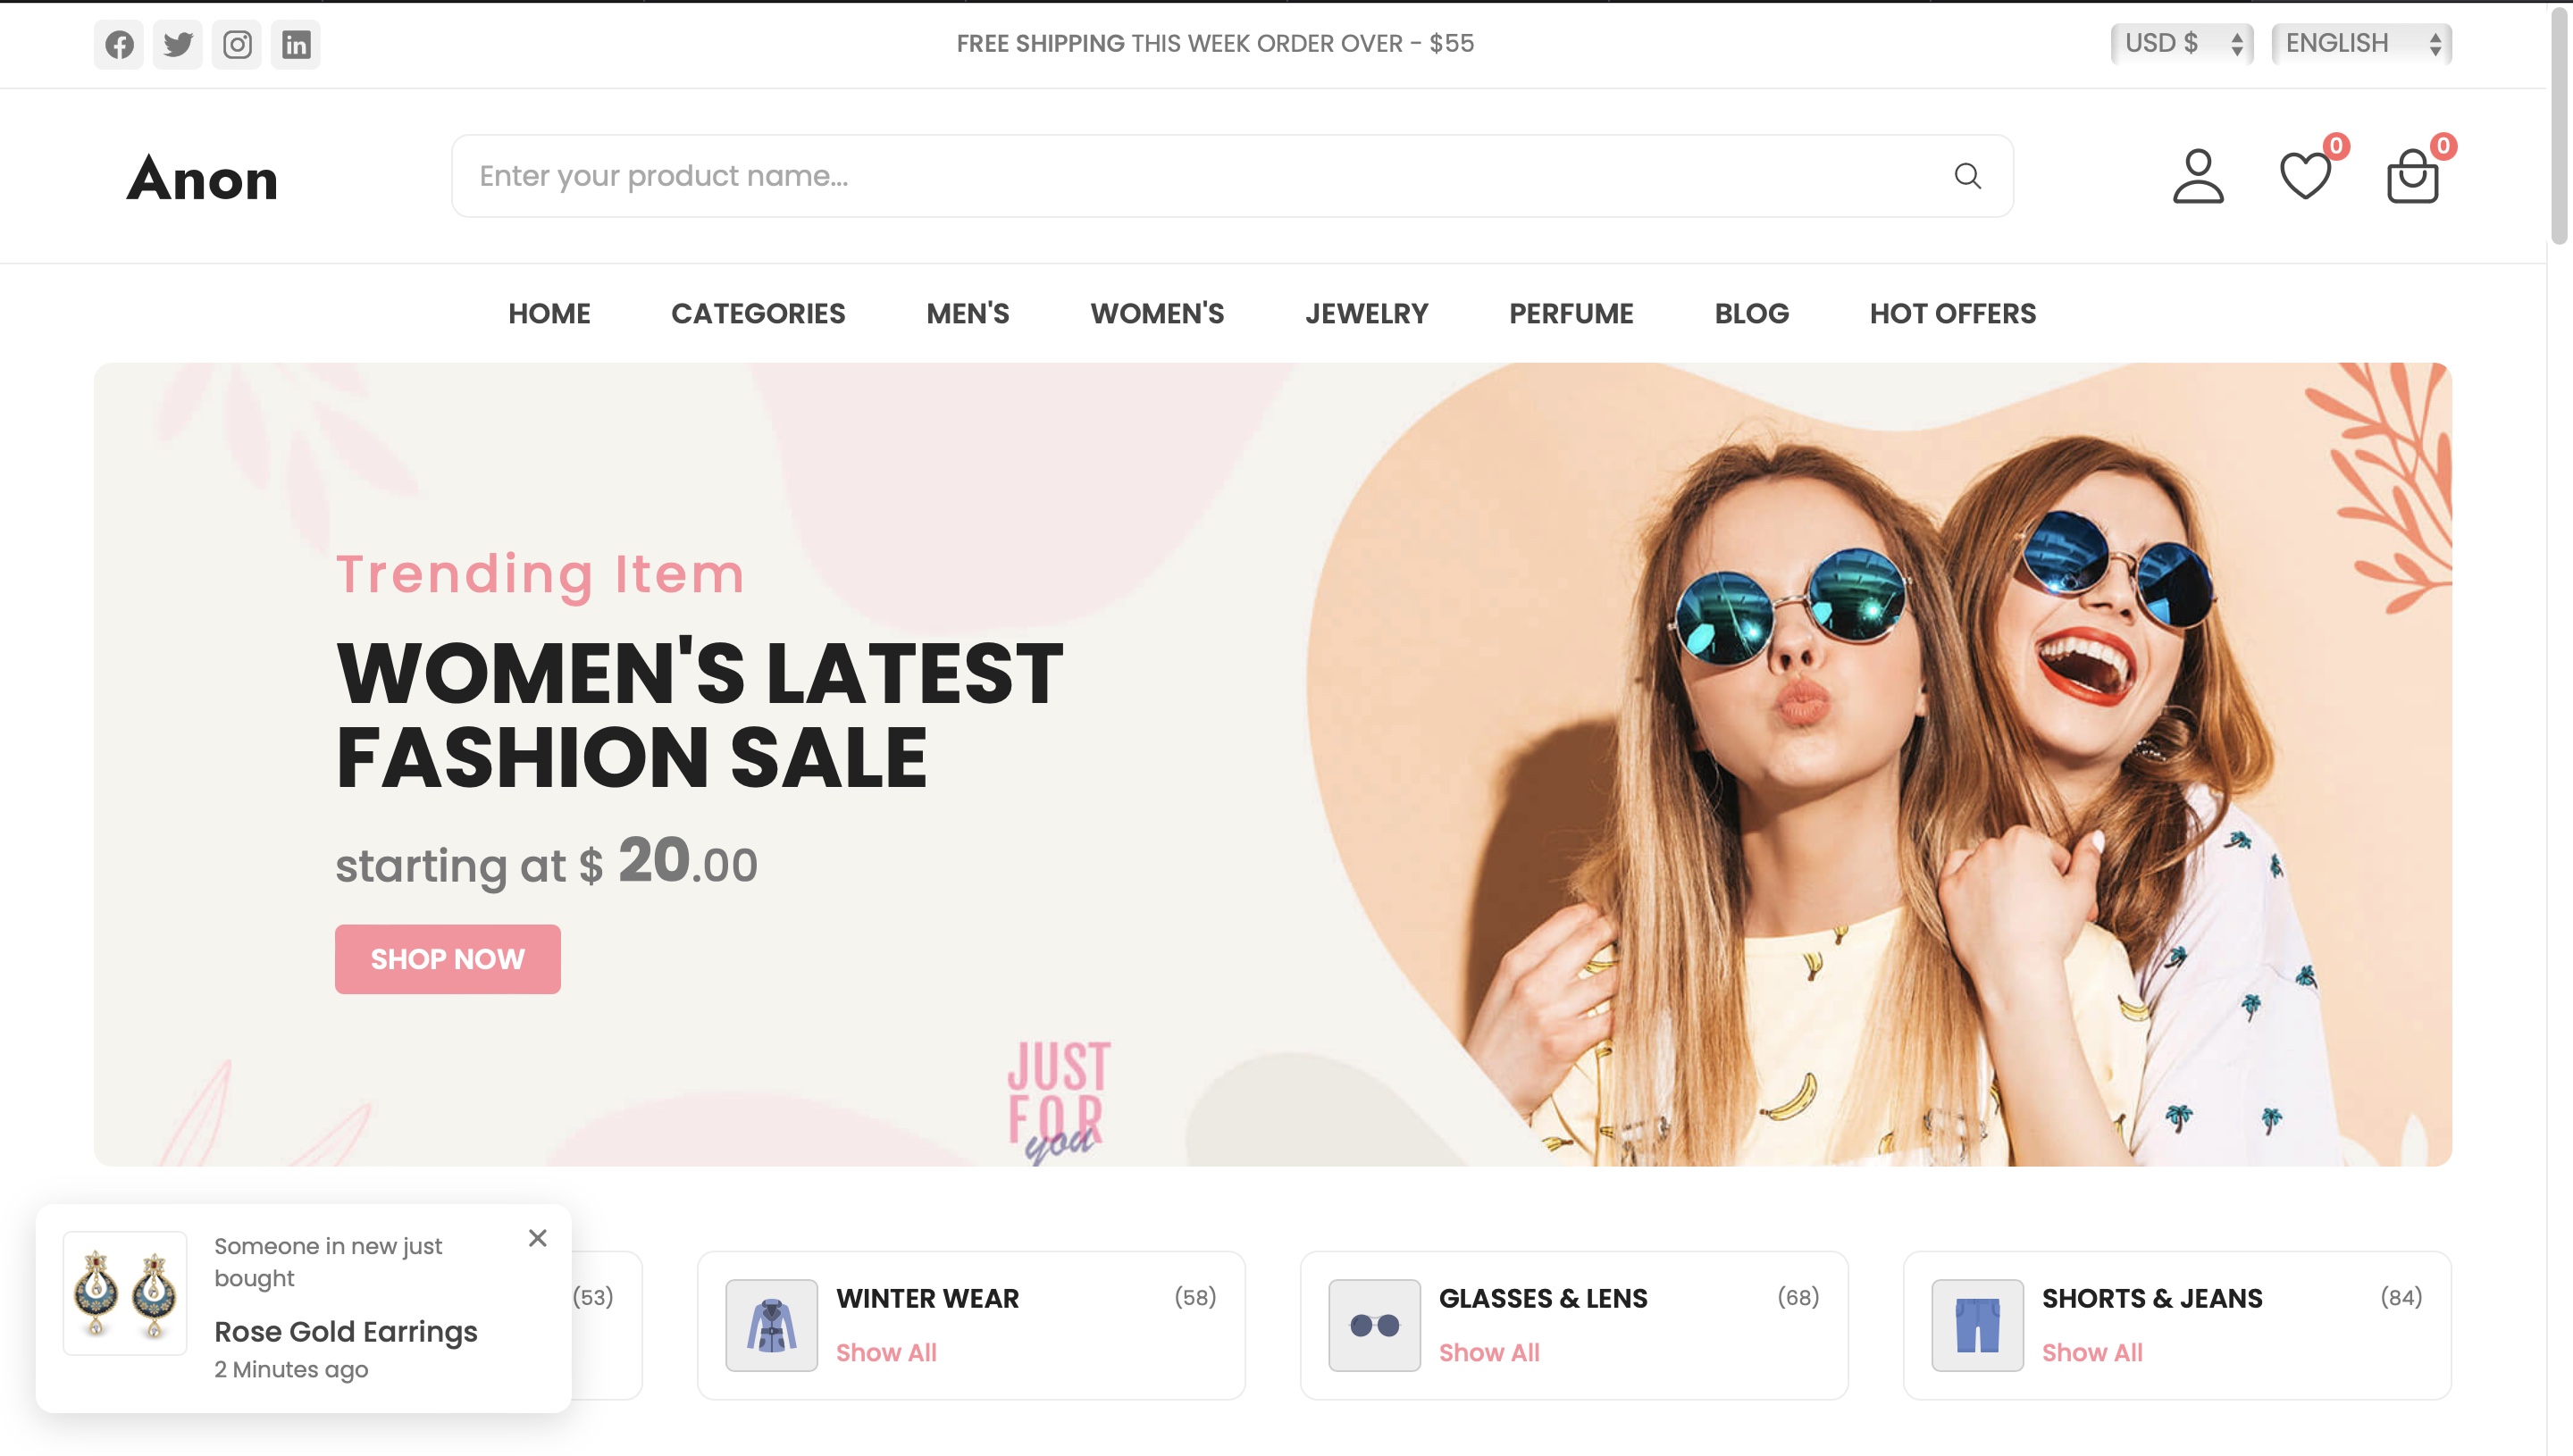 FREE SHIPPING THIS WEEK ORDER OVER - $55
USD $
ENGLISH
Anon
Enter your product name...
0
0
HOME
CATEGORIES
MEN'S
WOMEN'S
JEWELRY
PERFUME
BLOG
HOT OFFERS
Trending Item
WOMEN'S LATEST
FASHION SALE
starting at $ 20.00
SHOP NOW
JUST
FOR
you
Someone in new just
bought
Rose Gold Earrings
2 Minutes ago
(53)
WINTER WEAR
(58)
Show All
GLASSES & LENS
(68)
Show All
SHORTS & JEANS
(84)
Show All